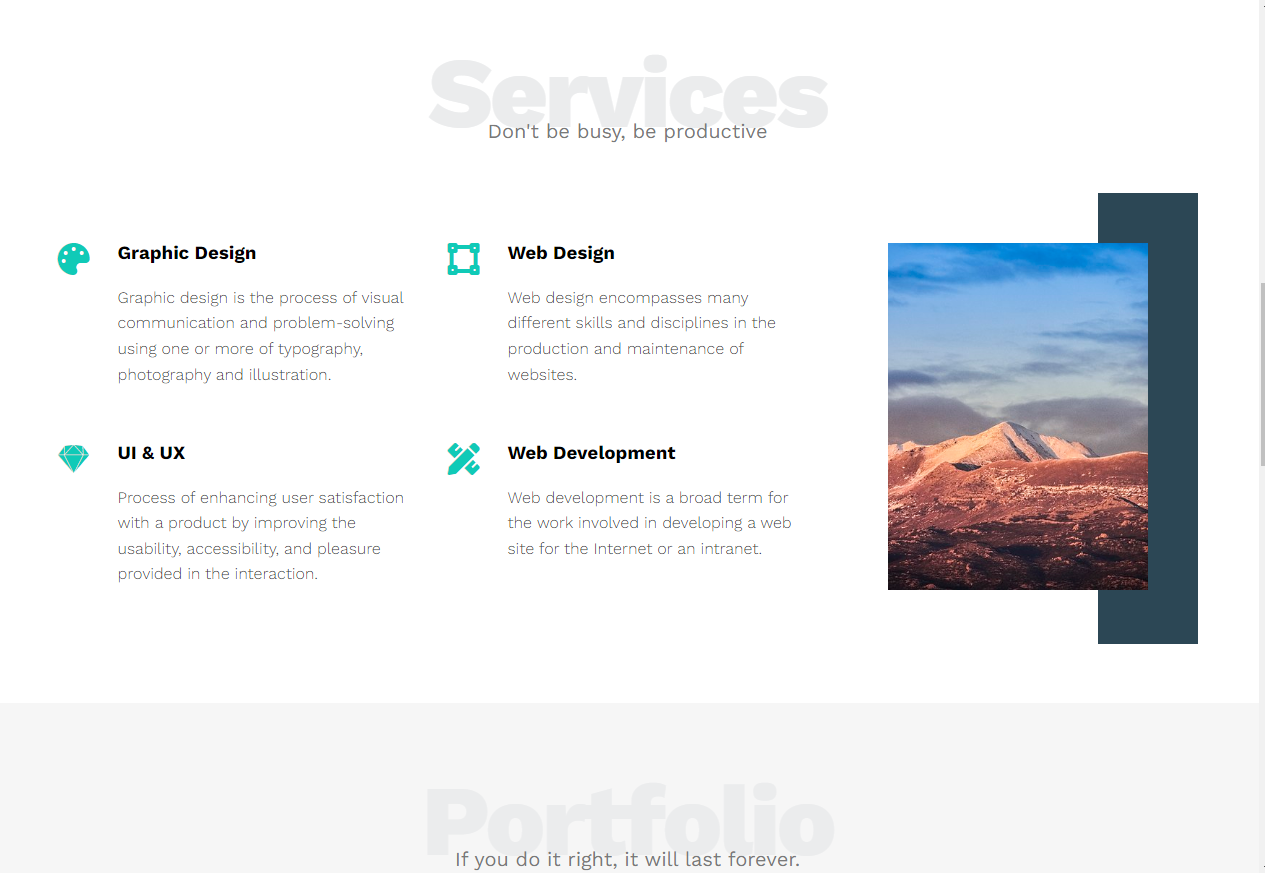 Services
Don't be busy, be productive
Graphic Design
Graphic design is the process of visual
communication and problem-solving
using one or more of typography,
photography and illustration.
Web Design
Web design encompasses many
different skills and disciplines in the
production and maintenance of
websites.
UI & UX
Process of enhancing user satisfaction
with a product by improving the
usability, accessibility, and pleasure
provided in the interaction.
Web Development
Web development is a broad term for
the work involved in developing a web
site for the Internet or an intranet.
Portfolio
If you do it right, it will last forever.